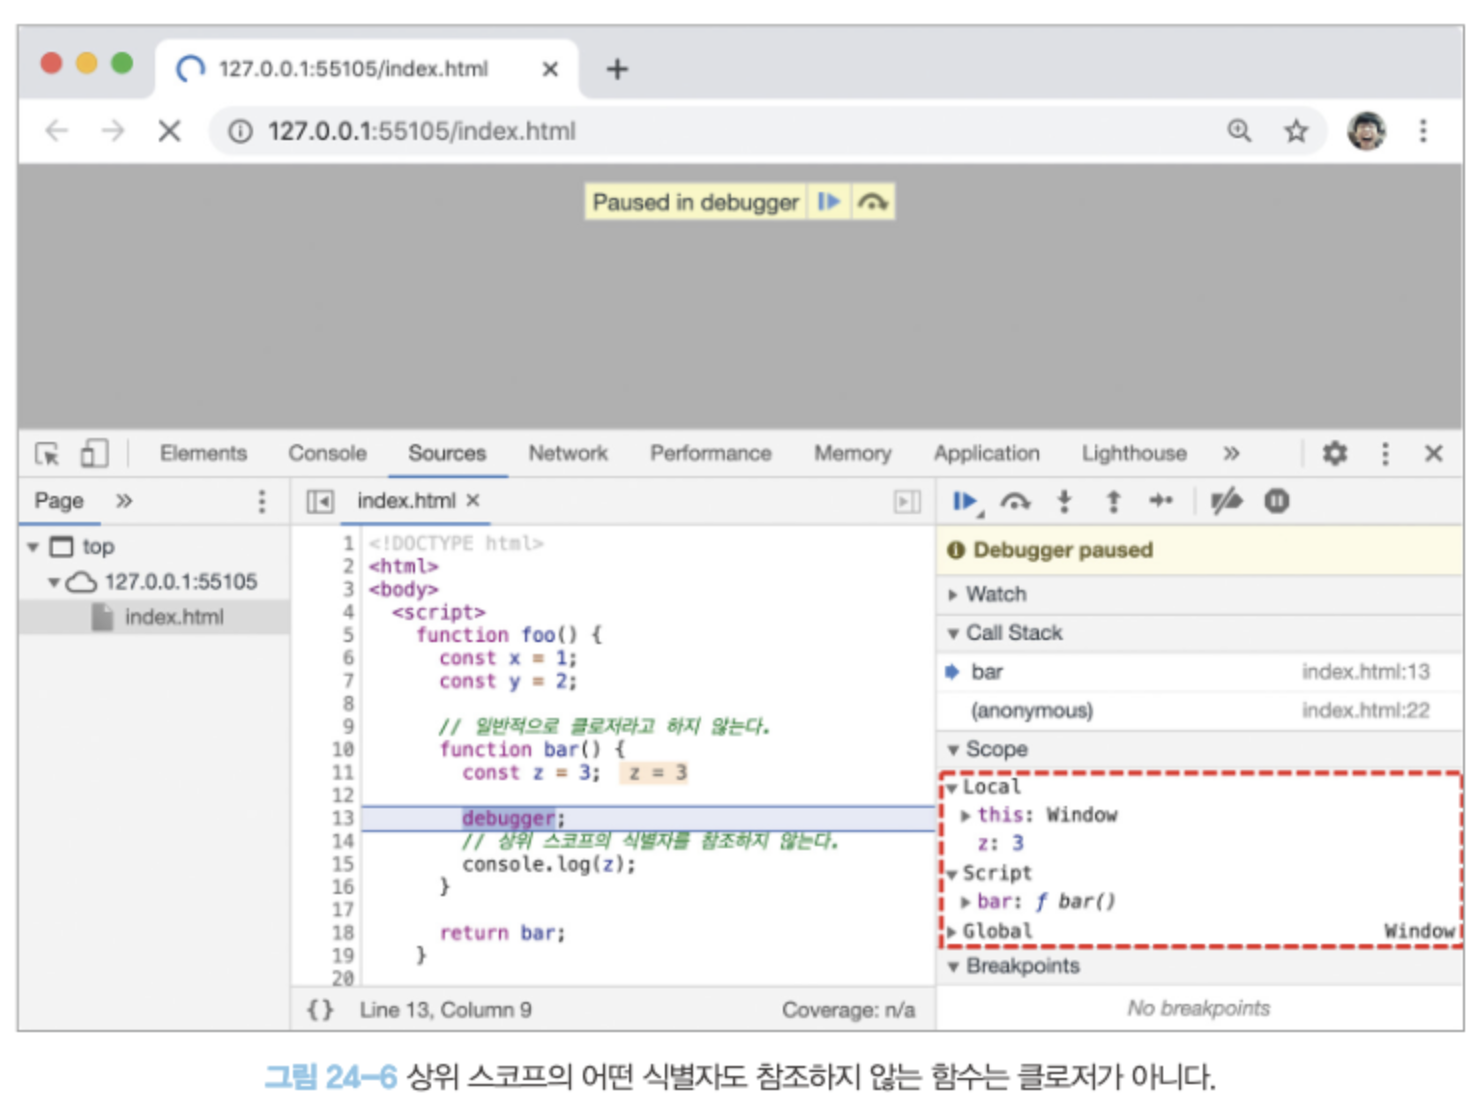 127.0.0.1:55105/index.html
127.0.0.1:55105/index.html
Paused in debugger
Elements Console Sources Network Performance Memory Application Lighthouse »
Page »
top
127.0.0.1:55105
index.html
index.html ×
1 <!DOCTYPE html>
2 <html>
3 <body>
4 <script>
5 function foo() {
6 const x = 1;
7 const y = 2;
8
9 // 일반적으로 클로저라고 하지 않는다.
10 function bar() {
11 const z = 3; z = 3
12
13 debugger;
14 // 상위 스코프의 식별자를 참조하지 않는다.
15 console.log(z);
16 }
17
18 return bar;
19 }
20
{} Line 13, Column 9 Coverage: n/a
Debugger paused
Watch
Call Stack
bar index.html:13
(anonymous) index.html:22
Scope
Local
this: Window
z: 3
Script
bar: ƒ bar()
Global Window
Breakpoints
No breakpoints
그림 24-6 상위 스코프의 어떤 식별자도 참조하지 않는 함수는 클로저가 아니다.